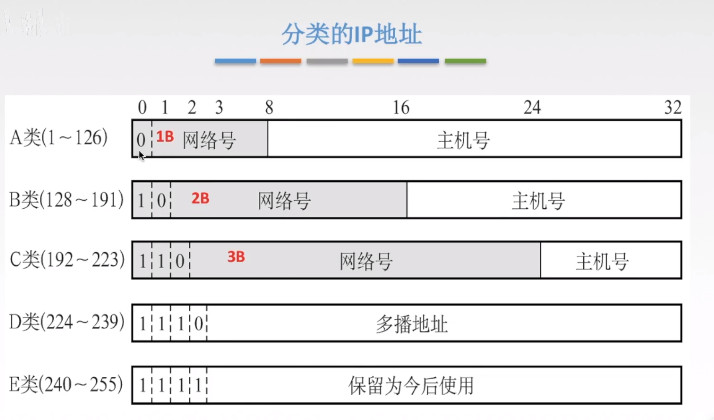 分类的IP地址
0 1 2 3 8 16 24 32
A类(1～126) 0 1B 网络号 主机号
B类(128～191) 1 0 2B 网络号 主机号
C类(192～223) 1 1 0 3B 网络号 主机号
D类(224～239) 1 1 1 0 多播地址
E类(240～255) 1 1 1 1 保留为今后使用